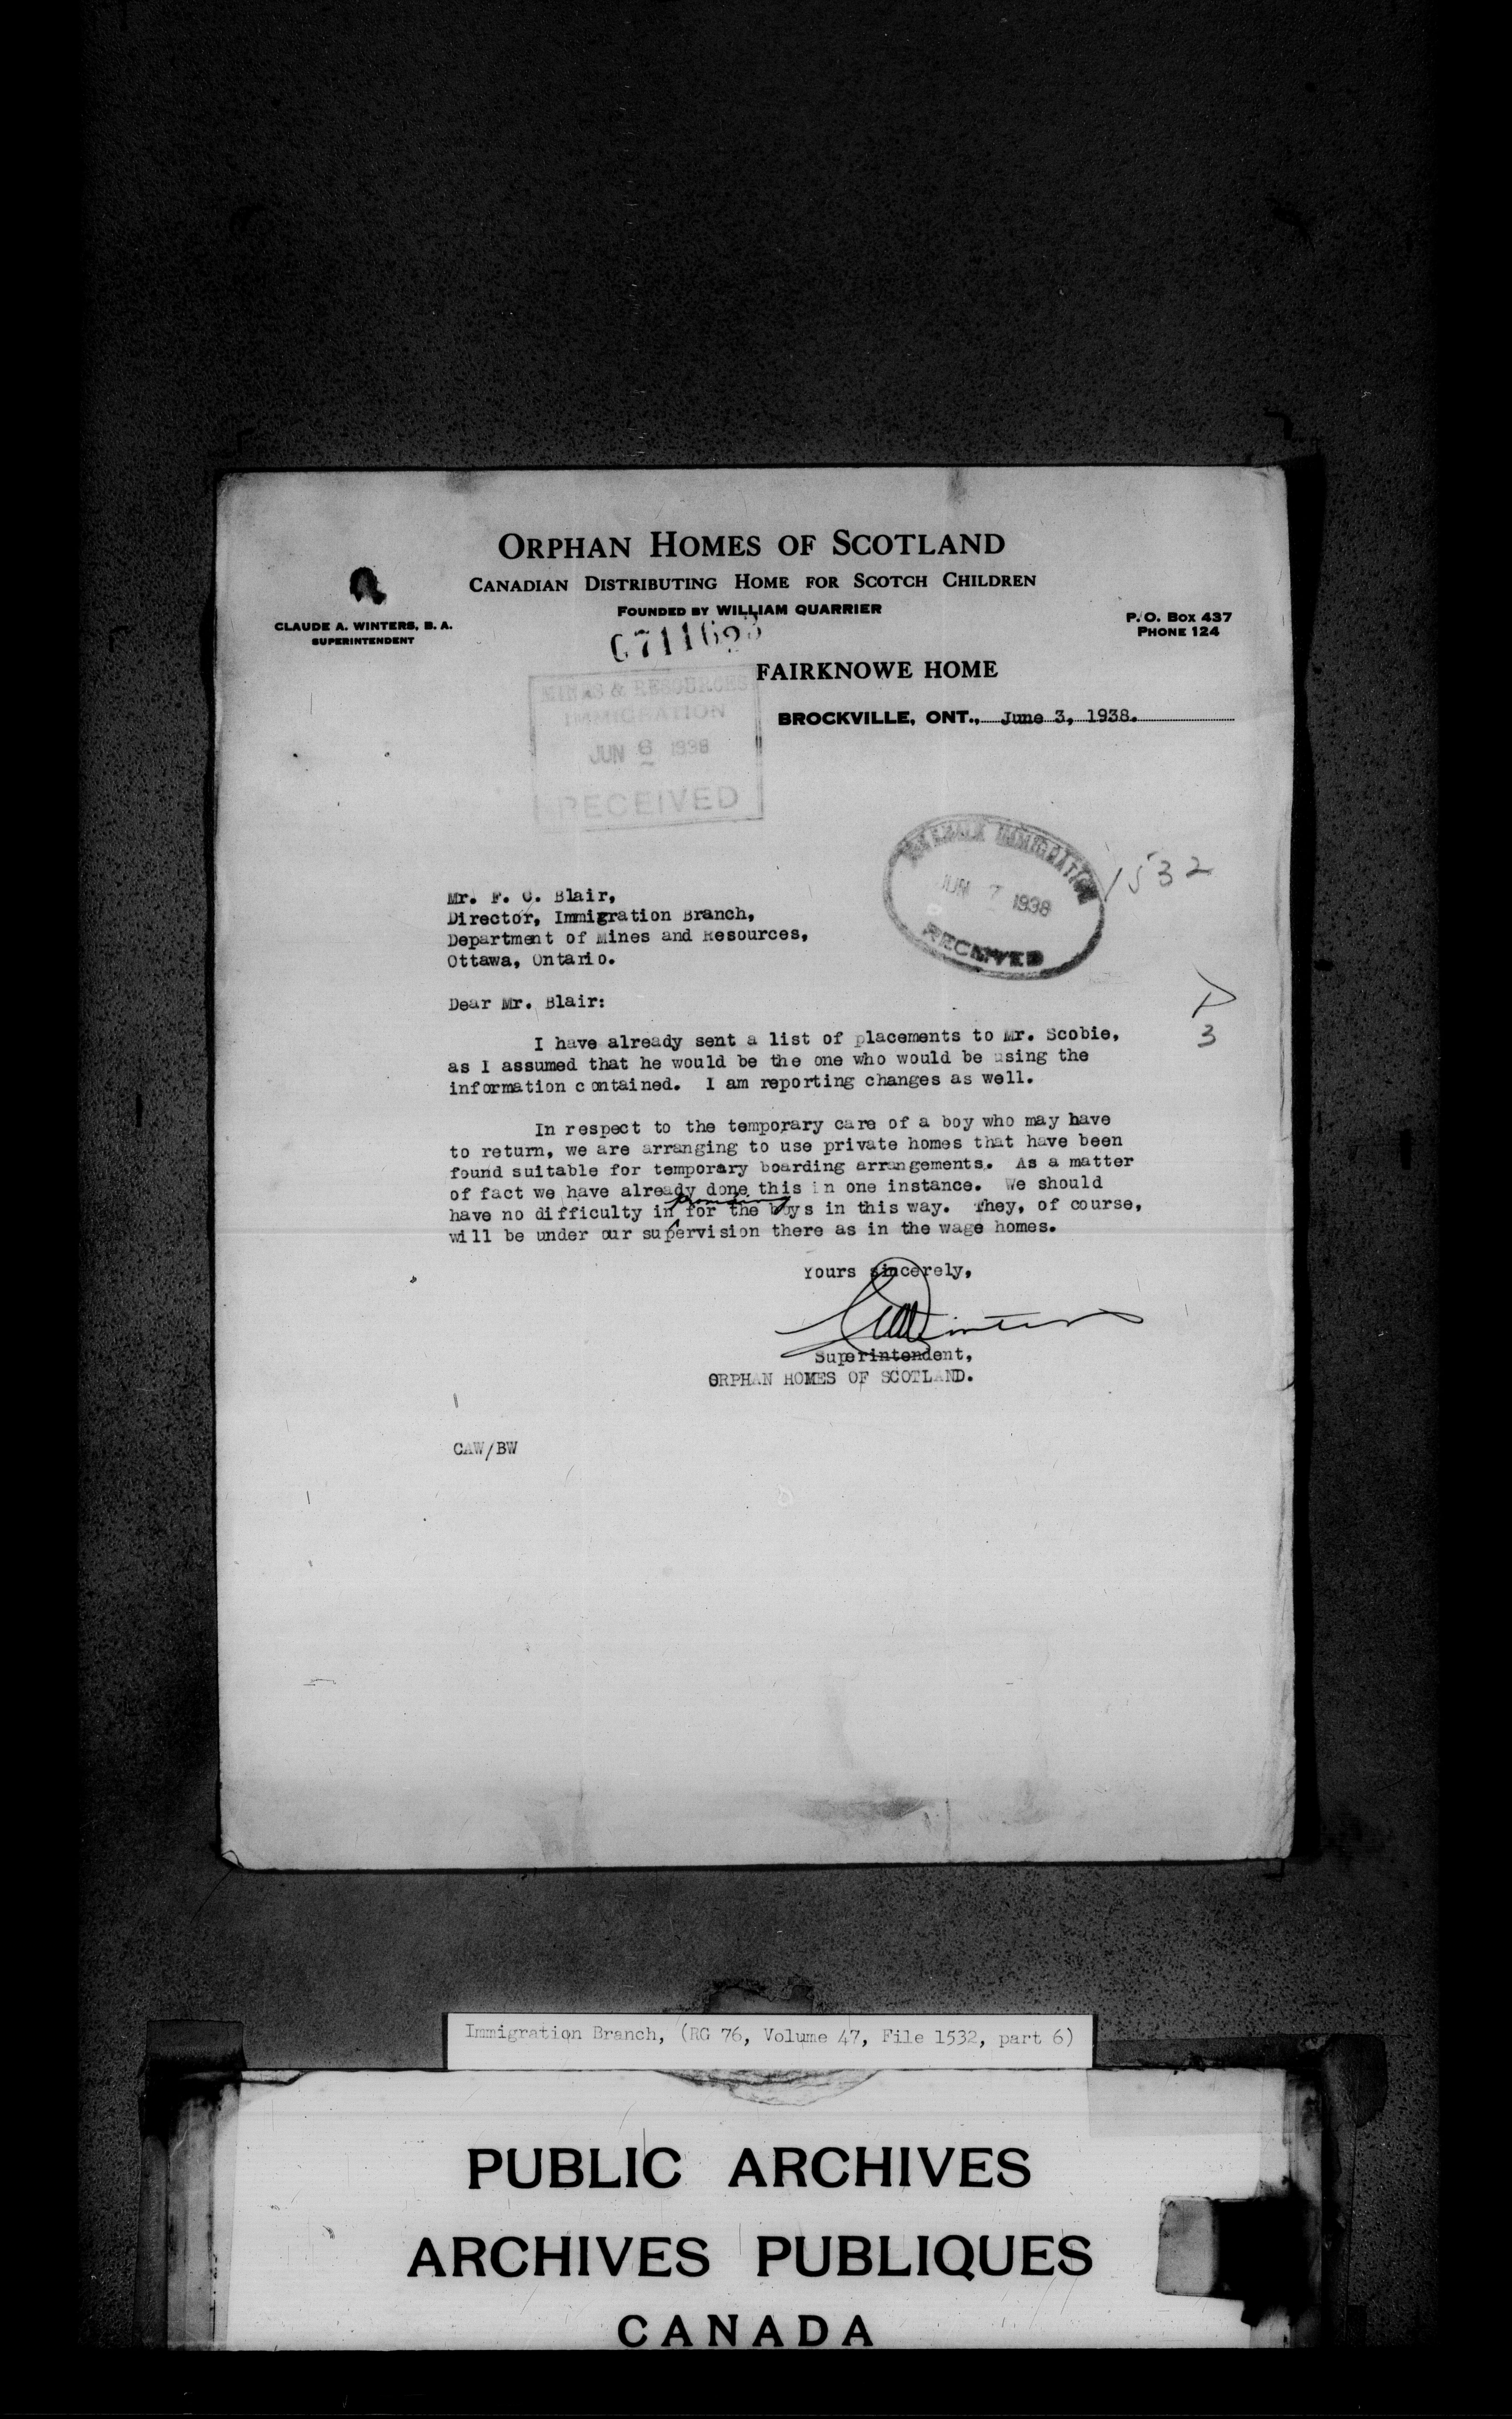 ORPHAN HOMES OF SCOTLAND
CANADIAN DISTRIBUTING HOME FOR SCOTCH CHILDREN
FOUNDED BY WILLIAM QUARRIER
CLAUDE A. WINTERS, B. A.
SUPERINTENDENT
P. O. BOX 437
PHONE 124
FAIRKNOWE HOME
BROCKVILLE, ONT., June 3, 1938.
MINES & RESOURCES
IMMIGRATION
JUN 6 1938
RECEIVED
IMMIGRATION
JUN 7 1938
RECEIVED
1532
Mr. F. C. Blair,
Director, Immigration Branch,
Department of Mines and Resources,
Ottawa, Ontario.
Dear Mr. Blair:
3
I have already sent a list of placements to Mr. Scobie,
as I assumed that he would be the one who would be using the
information contained. I am reporting changes as well.
In respect to the temporary care of a boy who may have
to return, we are arranging to use private homes that have been
found suitable for temporary boarding arrangements. As a matter
of fact we have already done this in one instance. We should
have no difficulty in providing for the boys in this way. They, of course,
will be under our supervision there as in the wage homes.
Yours sincerely,
CAWinters
Superintendent,
ORPHAN HOMES OF SCOTLAND.
CAW/BW
Immigration Branch, (RG 76, Volume 47, File 1532, part 6)
PUBLIC ARCHIVES
ARCHIVES PUBLIQUES
CANADA